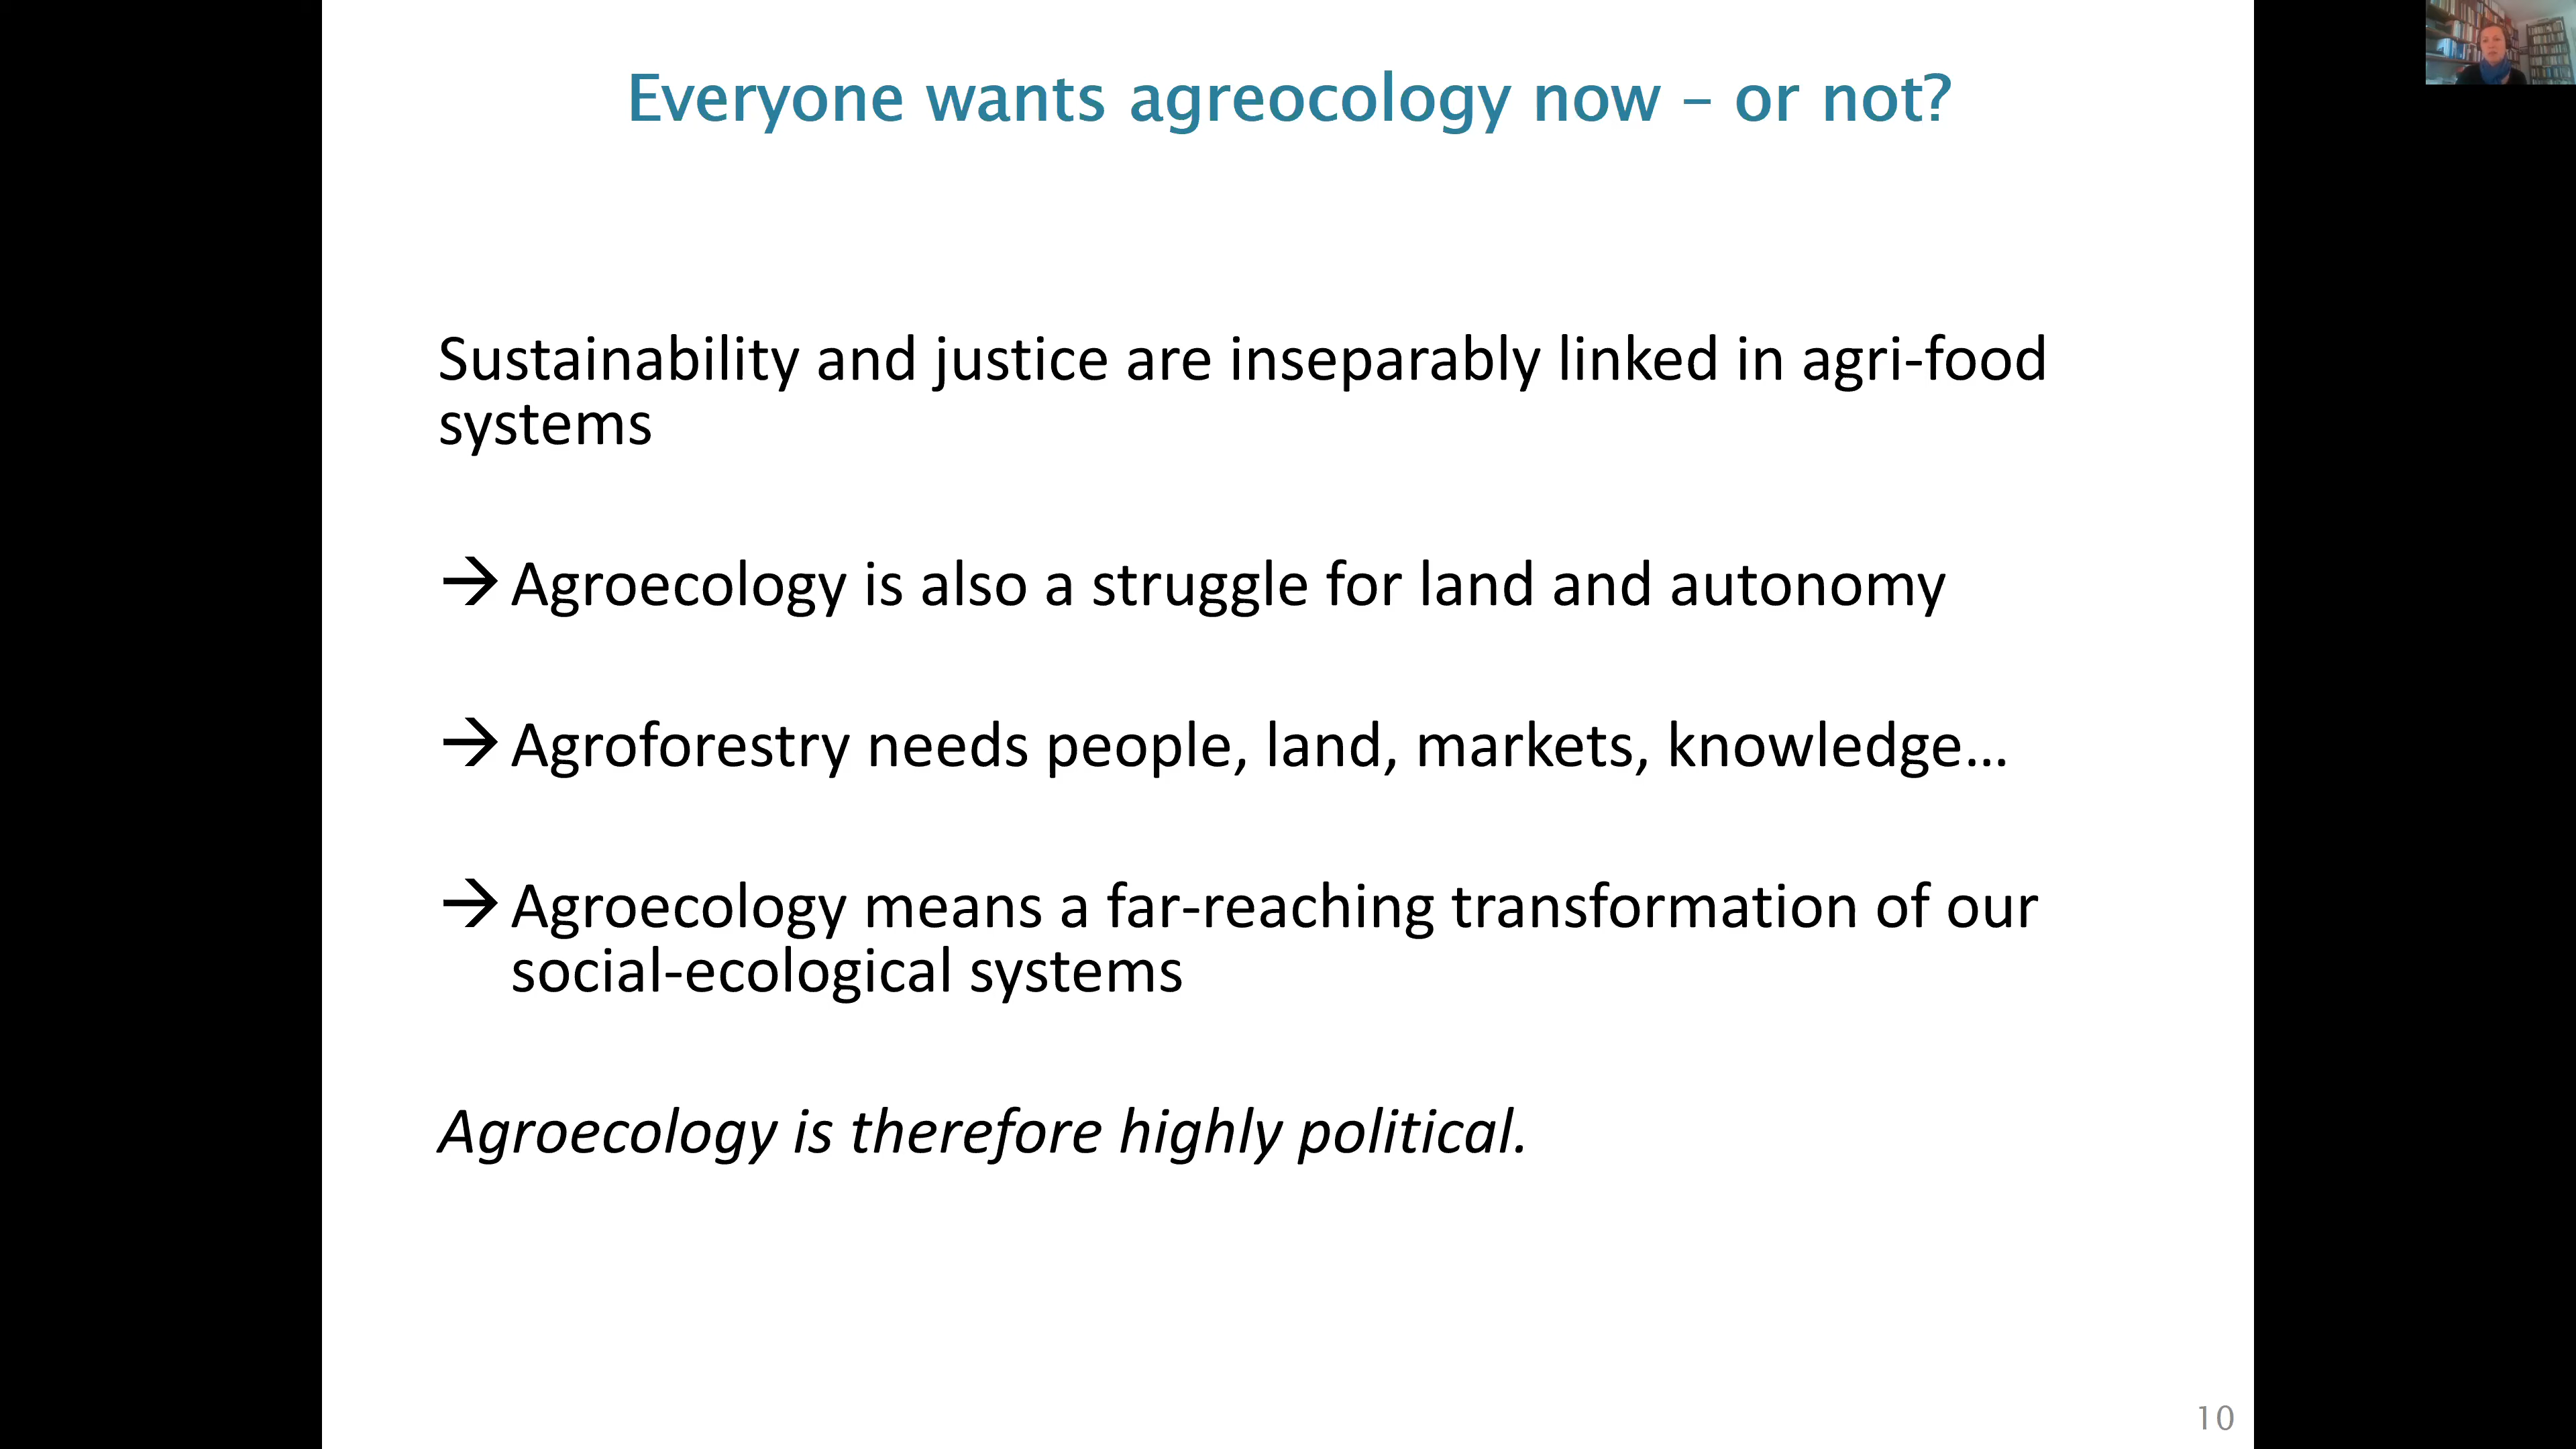 Everyone wants agreocology now – or not?
Sustainability and justice are inseparably linked in agri-food
systems
→ Agroecology is also a struggle for land and autonomy
→ Agroforestry needs people, land, markets, knowledge…
→ Agroecology means a far-reaching transformation of our
social-ecological systems
Agroecology is therefore highly political.
10